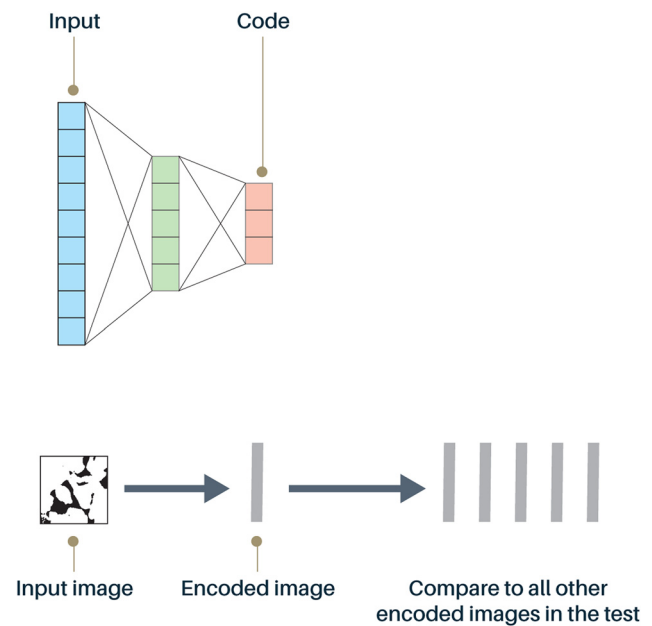 Input
Code
Input image
Encoded image
Compare to all other
encoded images in the test